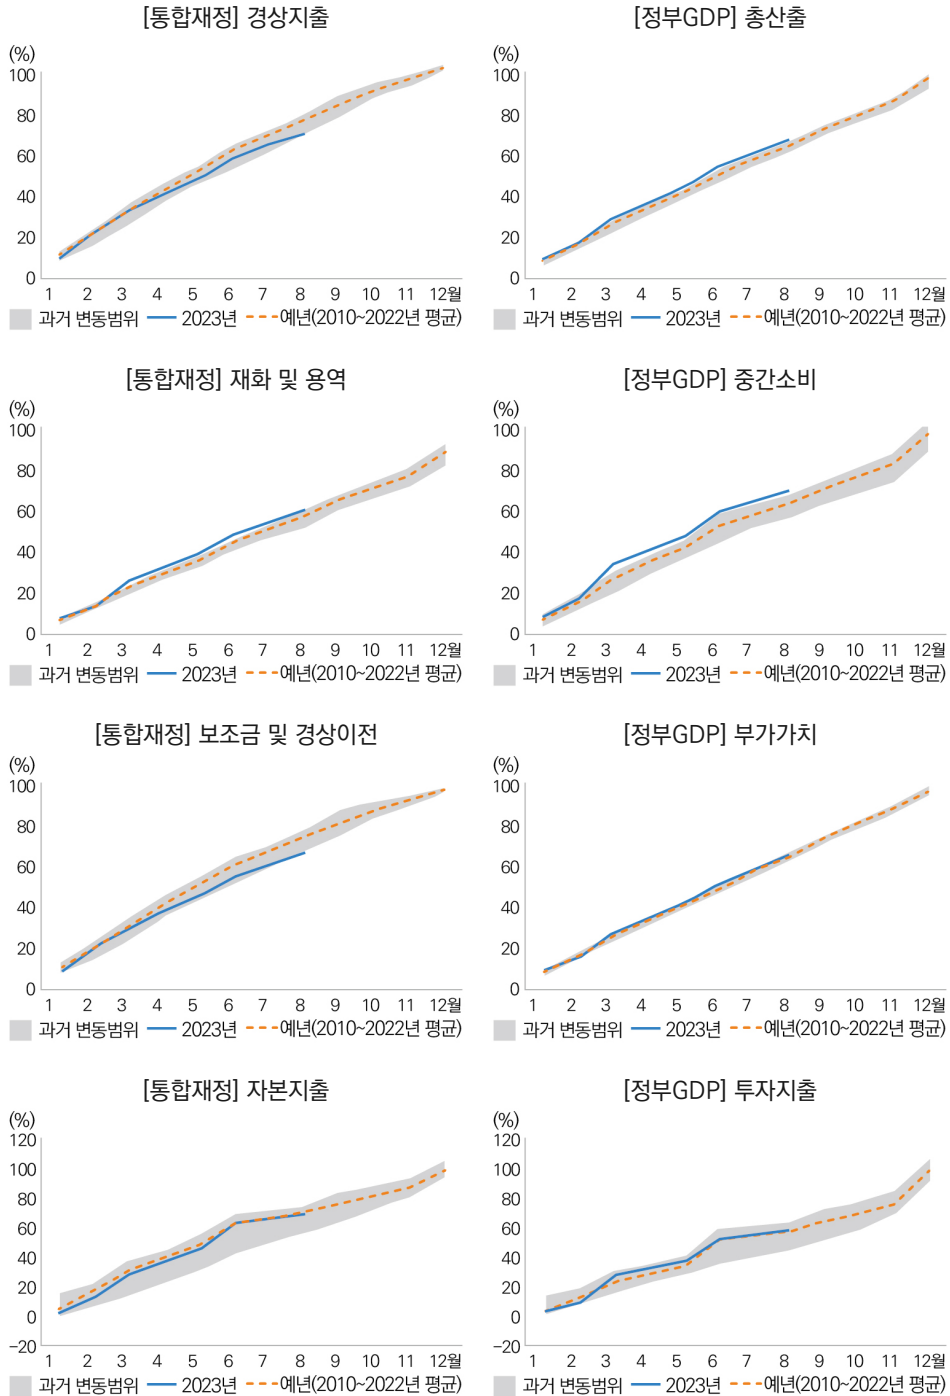 [통합재정] 경상지출
(%)
100
80
60
40
20
0
1 2 3 4 5 6 7 8 9 10 11 12월
과거 변동범위 2023년 예년(2010~2022년 평균)
[정부GDP] 총산출
(%)
100
80
60
40
20
0
1 2 3 4 5 6 7 8 9 10 11 12월
과거 변동범위 2023년 예년(2010~2022년 평균)
[통합재정] 재화 및 용역
(%)
100
80
60
40
20
0
1 2 3 4 5 6 7 8 9 10 11 12월
과거 변동범위 2023년 예년(2010~2022년 평균)
[정부GDP] 중간소비
(%)
100
80
60
40
20
0
1 2 3 4 5 6 7 8 9 10 11 12월
과거 변동범위 2023년 예년(2010~2022년 평균)
[통합재정] 보조금 및 경상이전
(%)
100
80
60
40
20
0
1 2 3 4 5 6 7 8 9 10 11 12월
과거 변동범위 2023년 예년(2010~2022년 평균)
[정부GDP] 부가가치
(%)
100
80
60
40
20
0
1 2 3 4 5 6 7 8 9 10 11 12월
과거 변동범위 2023년 예년(2010~2022년 평균)
[통합재정] 자본지출
(%)
120
100
80
60
40
20
0
−20
1 2 3 4 5 6 7 8 9 10 11 12월
과거 변동범위 2023년 예년(2010~2022년 평균)
[정부GDP] 투자지출
(%)
120
100
80
60
40
20
0
−20
1 2 3 4 5 6 7 8 9 10 11 12월
과거 변동범위 2023년 예년(2010~2022년 평균)